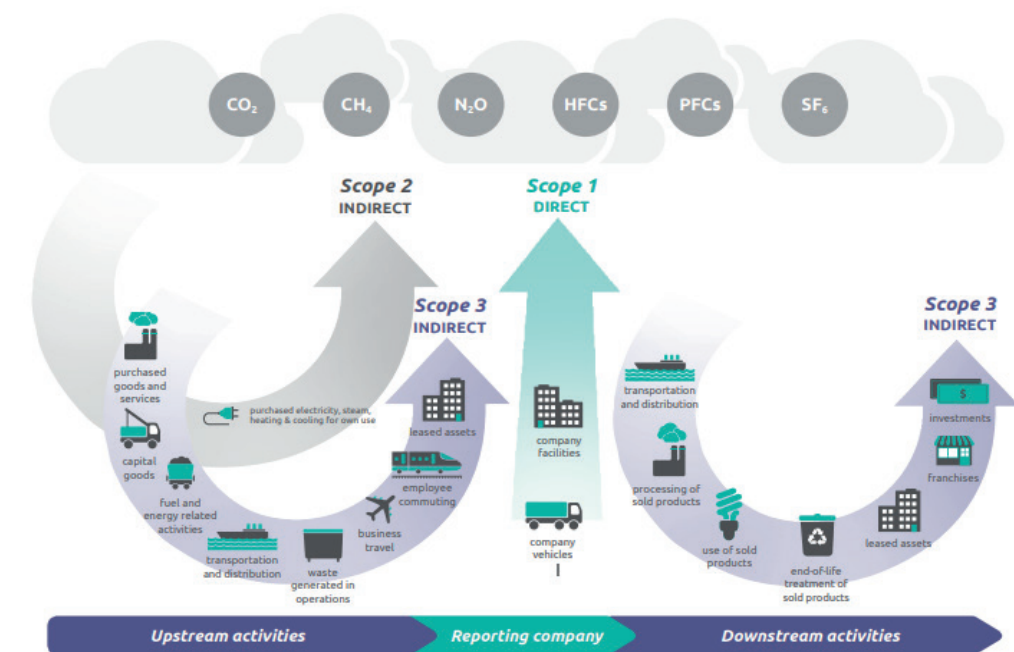 CO₂
CH₄
N₂O
HFCs
PFCs
SF₆
Scope 2
INDIRECT
Scope 1
DIRECT
Scope 3
INDIRECT
Scope 3
INDIRECT
purchased
goods and
services
capital
goods
fuel and
energy related
activities
transportation
and distribution
waste
generated in
operations
business
travel
employee
commuting
leased assets
purchased electricity, steam,
heating & cooling for own use
company
facilities
company
vehicles
transportation
and distribution
processing of
sold products
use of sold
products
end-of-life
treatment of
sold products
leased assets
franchises
investments
$
Upstream activities
Reporting company
Downstream activities